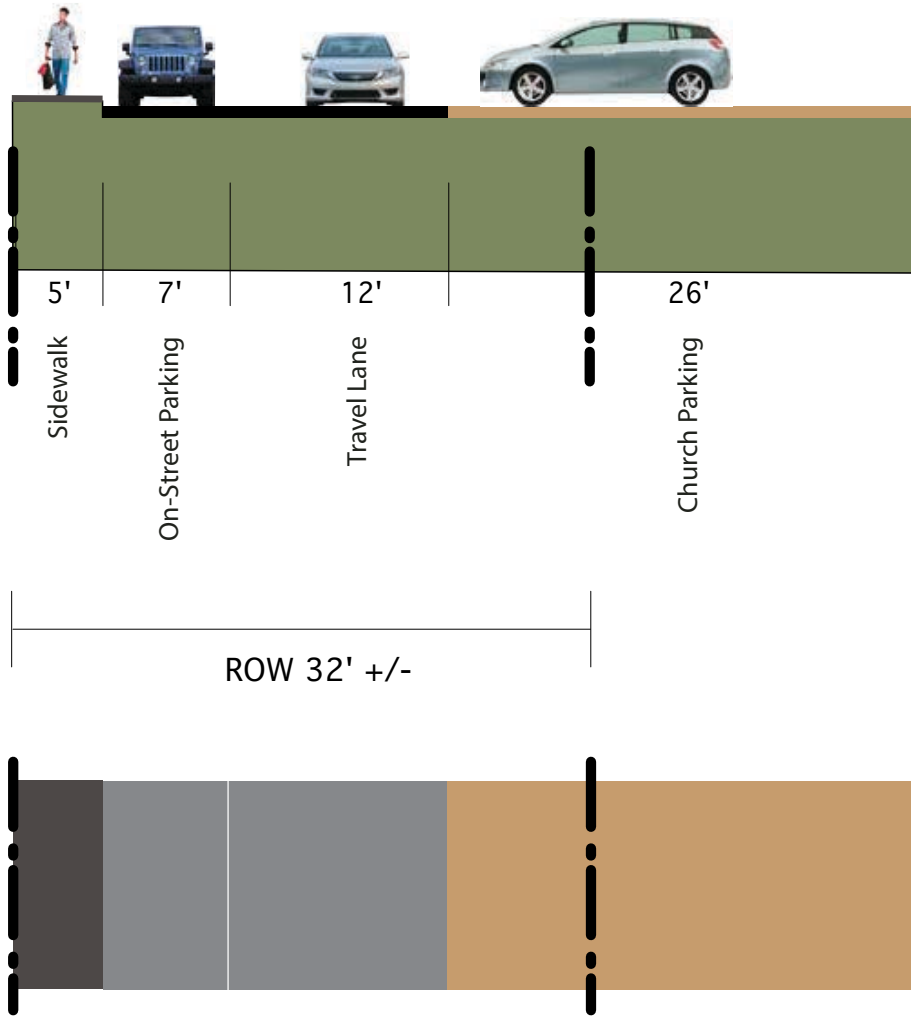 5' 7' 12' 26'
Sidewalk
On-Street Parking
Travel Lane
Church Parking
ROW 32' +/-